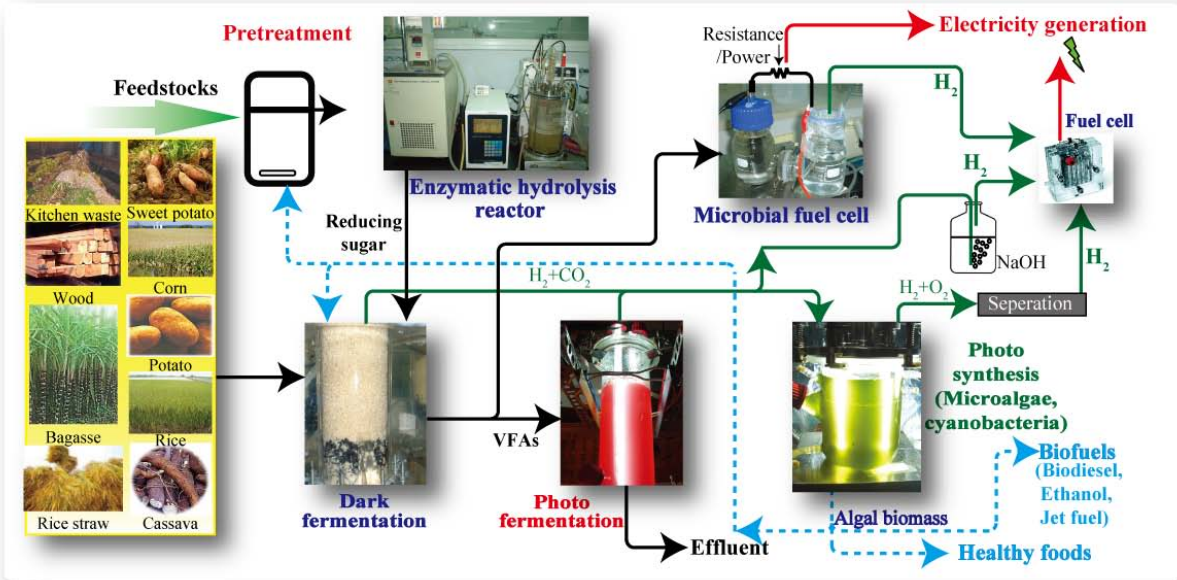 Pretreatment
Feedstocks
Kitchen waste
Sweet potato
Wood
Corn
Potato
Bagasse
Rice
Rice straw
Cassava
Enzymatic hydrolysis
reactor
Reducing
sugar
Resistance
/Power
Electricity generation
H₂
Fuel cell
H₂
Microbial fuel cell
NaOH
H₂
H₂+CO₂
H₂+O₂
Seperation
VFAs
Dark
fermentation
Photo
fermentation
Effluent
Photo
synthesis
(Microalgae,
cyanobacteria)
Algal biomass
Biofuels
(Biodiesel,
Ethanol,
Jet fuel)
Healthy foods